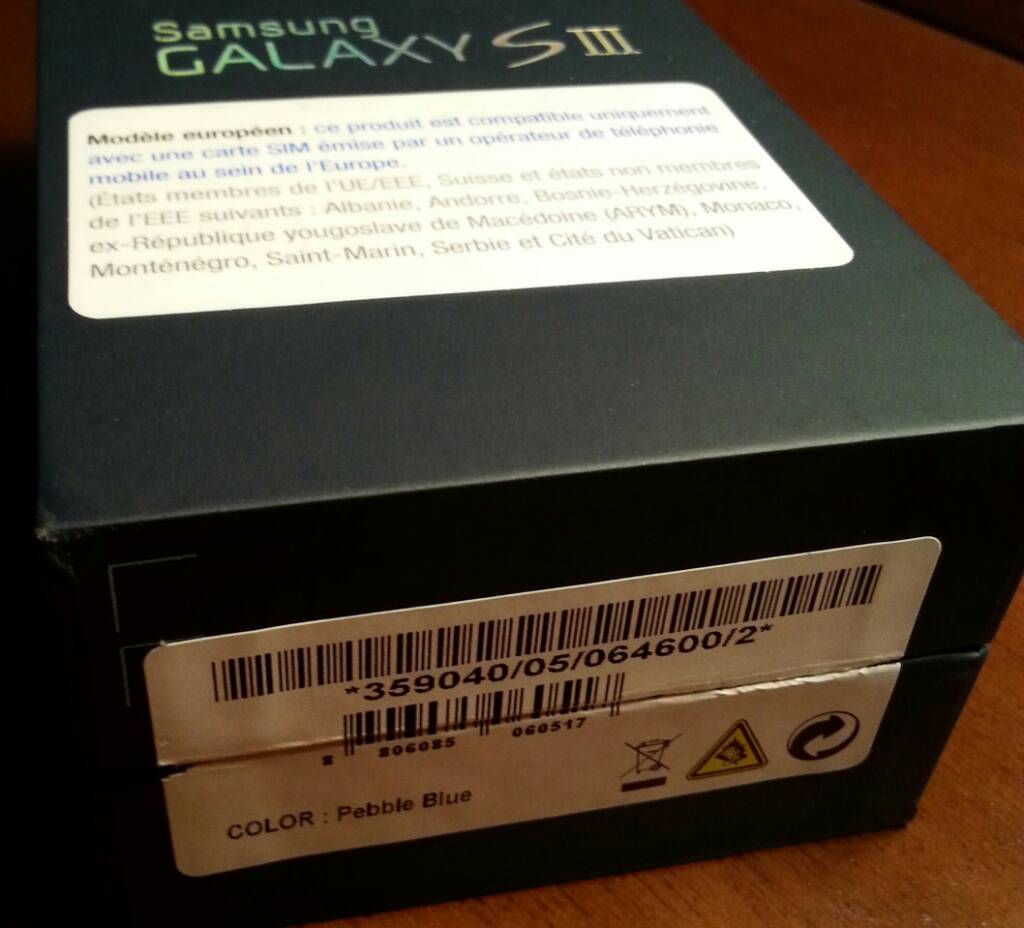 Samsung
GALAXY S III
Modèle européen : ce produit est compatible uniquement
avec une carte SIM émise par un opérateur de téléphonie
mobile au sein de l'Europe.
(États membres de l'UE/EEE, Suisse et états non membres
de l'EEE suivants : Albanie, Andorre, Bosnie-Herzégovine,
ex-République yougoslave de Macédoine (ARYM), Monaco,
Monténégro, Saint-Marin, Serbie et Cité du Vatican)
*359040/05/064600/2*
8 806085 060517
COLOR : Pebble Blue